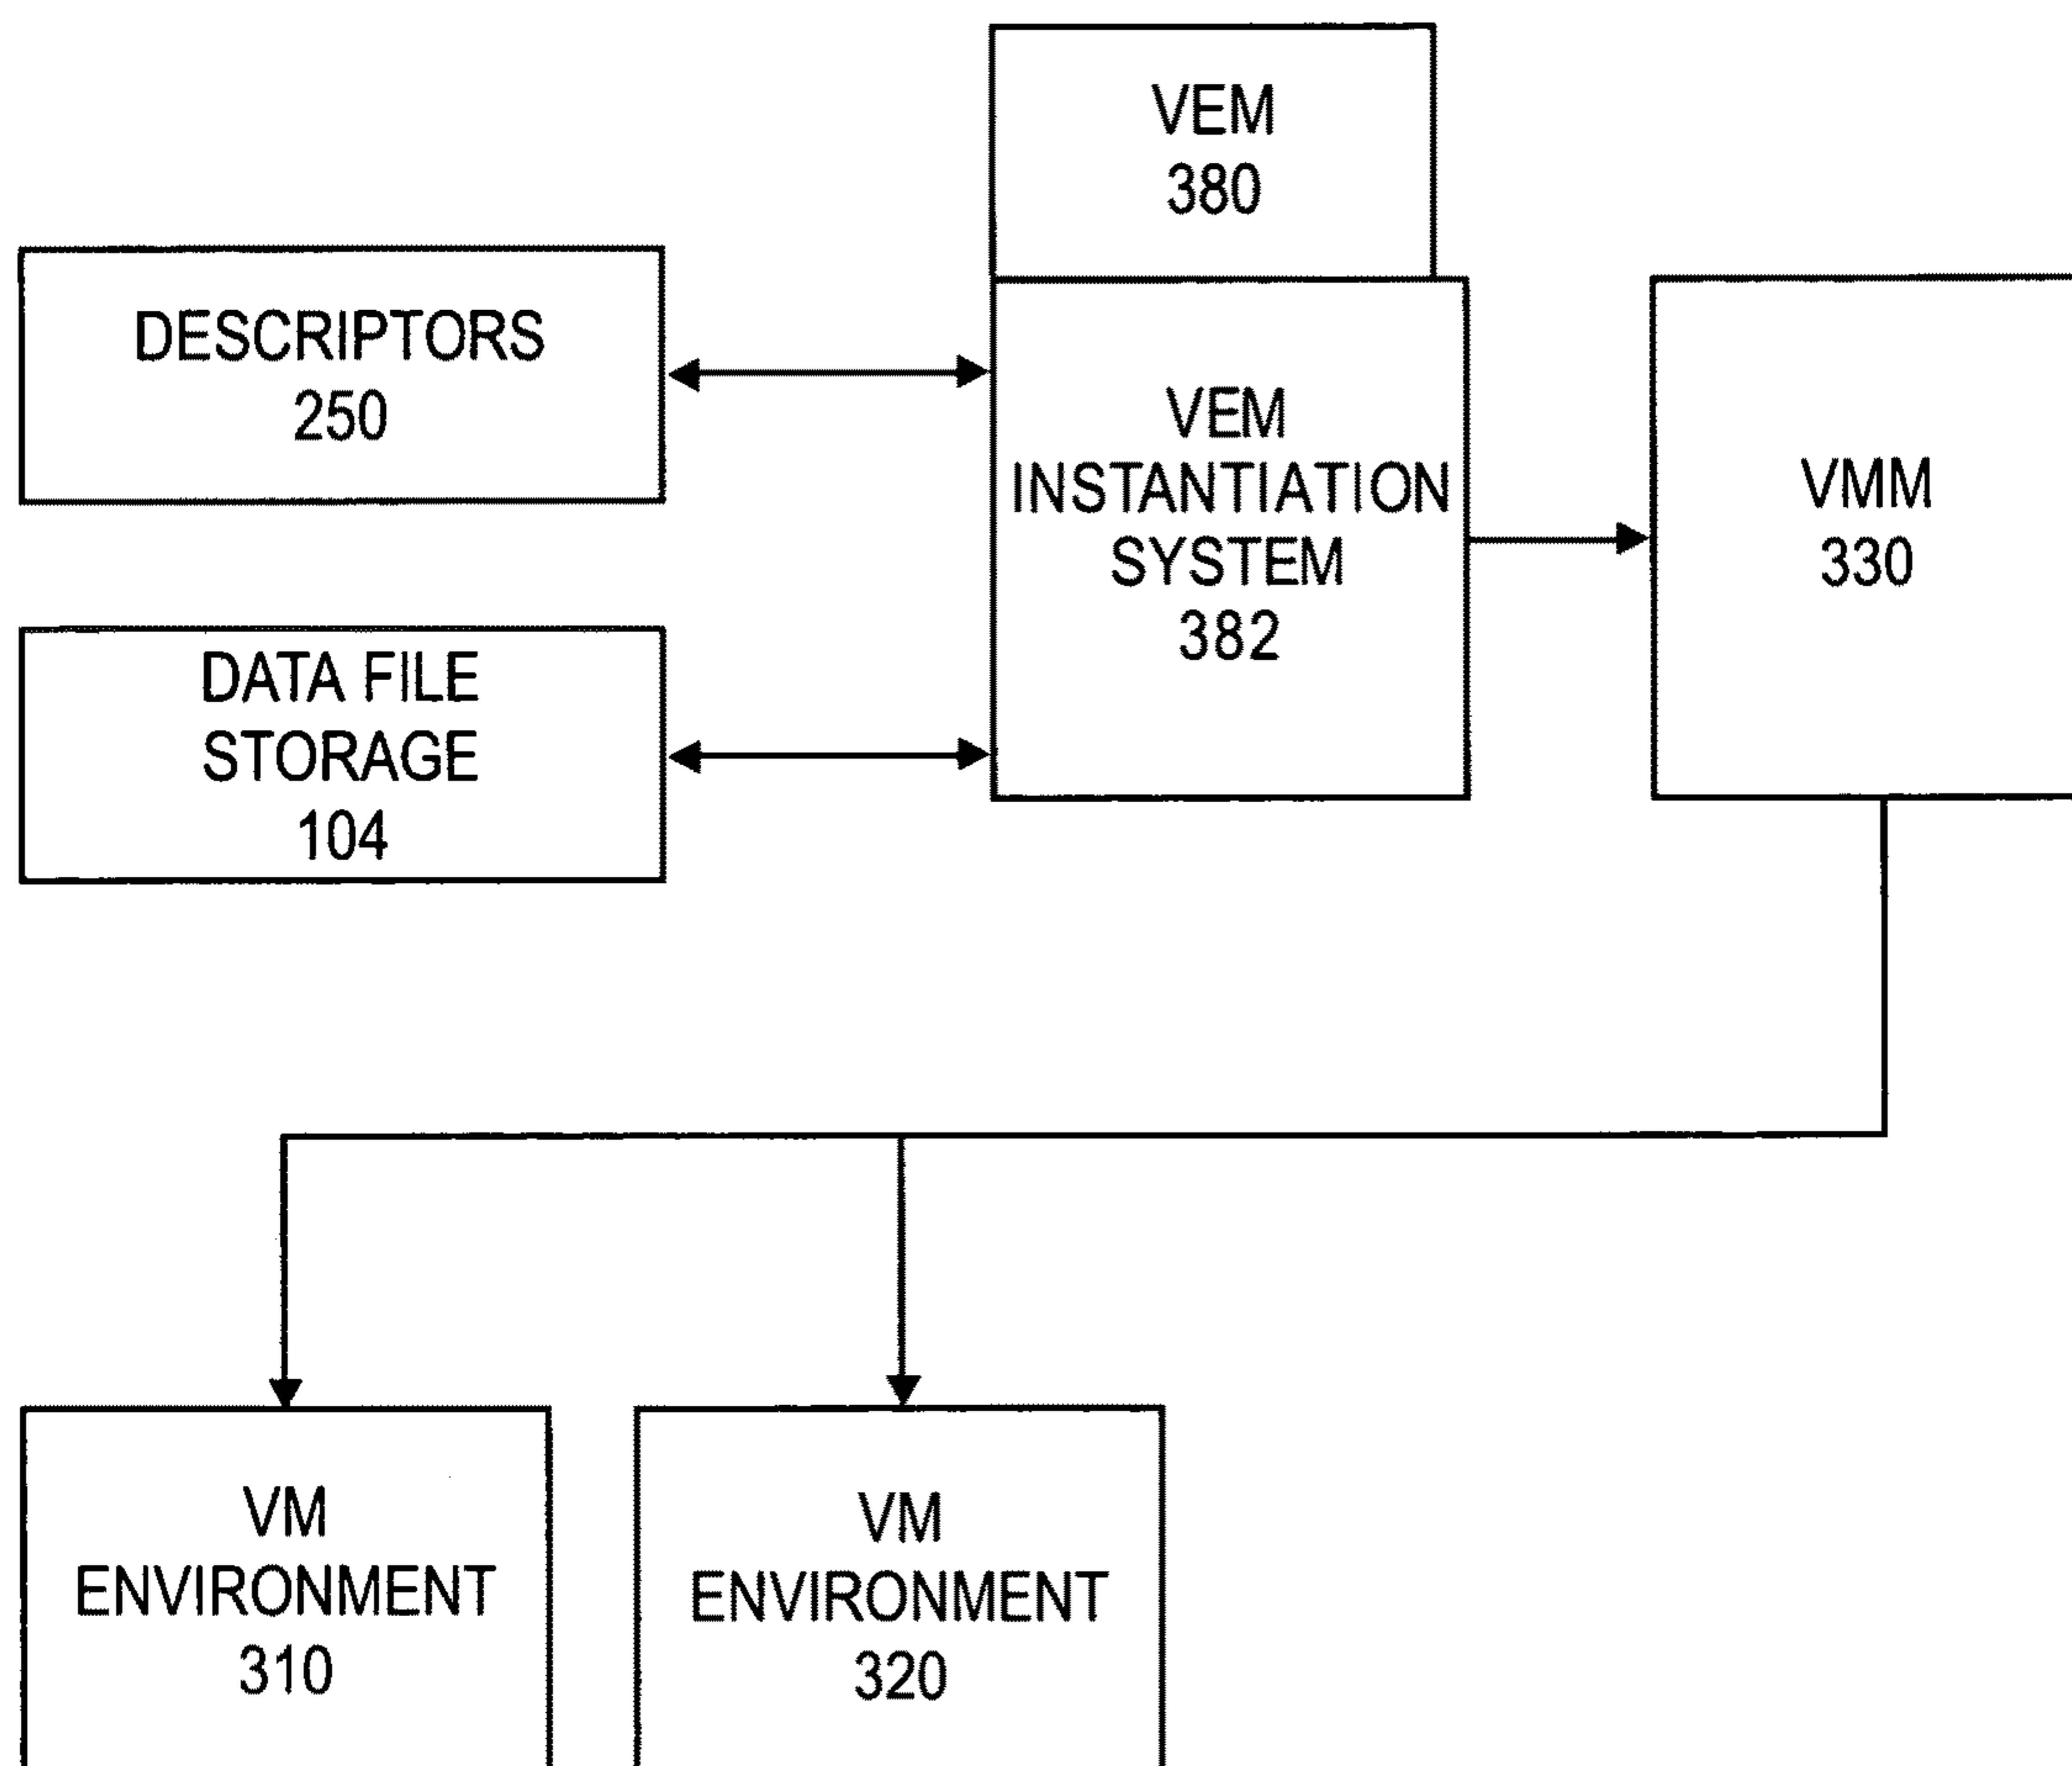 VEM
380
DESCRIPTORS
250
VEM
INSTANTIATION
SYSTEM
382
VMM
330
DATA FILE
STORAGE
104
VM
ENVIRONMENT
310
VM
ENVIRONMENT
320